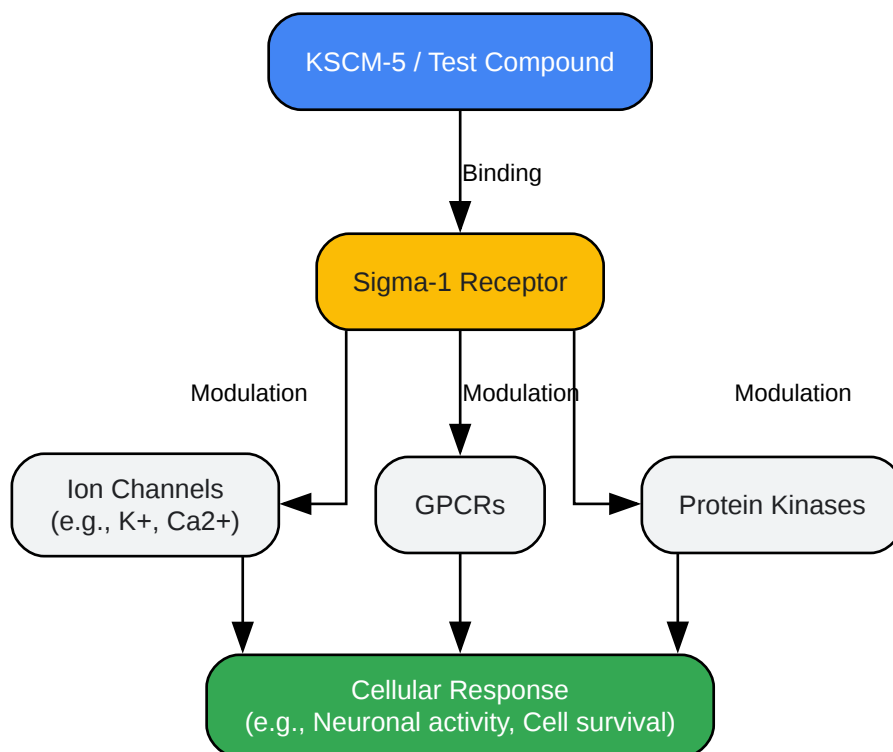 KSCM-5 / Test Compound
Binding
Sigma-1 Receptor
Modulation
Modulation
Modulation
Ion Channels
(e.g., K+, Ca2+)
GPCRs
Protein Kinases
Cellular Response
(e.g., Neuronal activity, Cell survival)